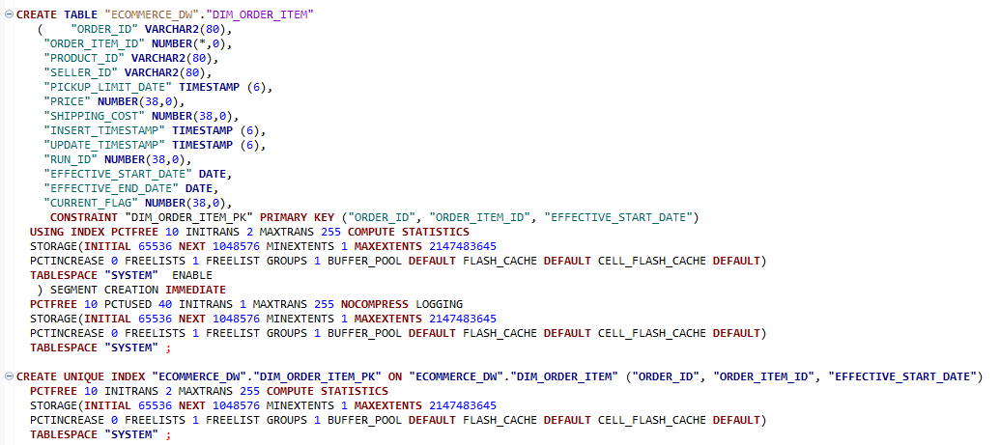 CREATE TABLE "ECOMMERCE_DW"."DIM_ORDER_ITEM"
( "ORDER_ID" VARCHAR2(80),
"ORDER_ITEM_ID" NUMBER(*,0),
"PRODUCT_ID" VARCHAR2(80),
"SELLER_ID" VARCHAR2(80),
"PICKUP_LIMIT_DATE" TIMESTAMP (6),
"PRICE" NUMBER(38,0),
"SHIPPING_COST" NUMBER(38,0),
"INSERT_TIMESTAMP" TIMESTAMP (6),
"UPDATE_TIMESTAMP" TIMESTAMP (6),
"RUN_ID" NUMBER(38,0),
"EFFECTIVE_START_DATE" DATE,
"EFFECTIVE_END_DATE" DATE,
"CURRENT_FLAG" NUMBER(38,0),
CONSTRAINT "DIM_ORDER_ITEM_PK" PRIMARY KEY ("ORDER_ID", "ORDER_ITEM_ID", "EFFECTIVE_START_DATE")
USING INDEX PCTFREE 10 INITRANS 2 MAXTRANS 255 COMPUTE STATISTICS
STORAGE(INITIAL 65536 NEXT 1048576 MINEXTENTS 1 MAXEXTENTS 2147483645
PCTINCREASE 0 FREELISTS 1 FREELIST GROUPS 1 BUFFER_POOL DEFAULT FLASH_CACHE DEFAULT CELL_FLASH_CACHE DEFAULT)
TABLESPACE "SYSTEM"  ENABLE
) SEGMENT CREATION IMMEDIATE
PCTFREE 10 PCTUSED 40 INITRANS 1 MAXTRANS 255 NOCOMPRESS LOGGING
STORAGE(INITIAL 65536 NEXT 1048576 MINEXTENTS 1 MAXEXTENTS 2147483645
PCTINCREASE 0 FREELISTS 1 FREELIST GROUPS 1 BUFFER_POOL DEFAULT FLASH_CACHE DEFAULT CELL_FLASH_CACHE DEFAULT)
TABLESPACE "SYSTEM" ;
CREATE UNIQUE INDEX "ECOMMERCE_DW"."DIM_ORDER_ITEM_PK" ON "ECOMMERCE_DW"."DIM_ORDER_ITEM" ("ORDER_ID", "ORDER_ITEM_ID", "EFFECTIVE_START_DATE")
PCTFREE 10 INITRANS 2 MAXTRANS 255 COMPUTE STATISTICS
STORAGE(INITIAL 65536 NEXT 1048576 MINEXTENTS 1 MAXEXTENTS 2147483645
PCTINCREASE 0 FREELISTS 1 FREELIST GROUPS 1 BUFFER_POOL DEFAULT FLASH_CACHE DEFAULT CELL_FLASH_CACHE DEFAULT)
TABLESPACE "SYSTEM" ;